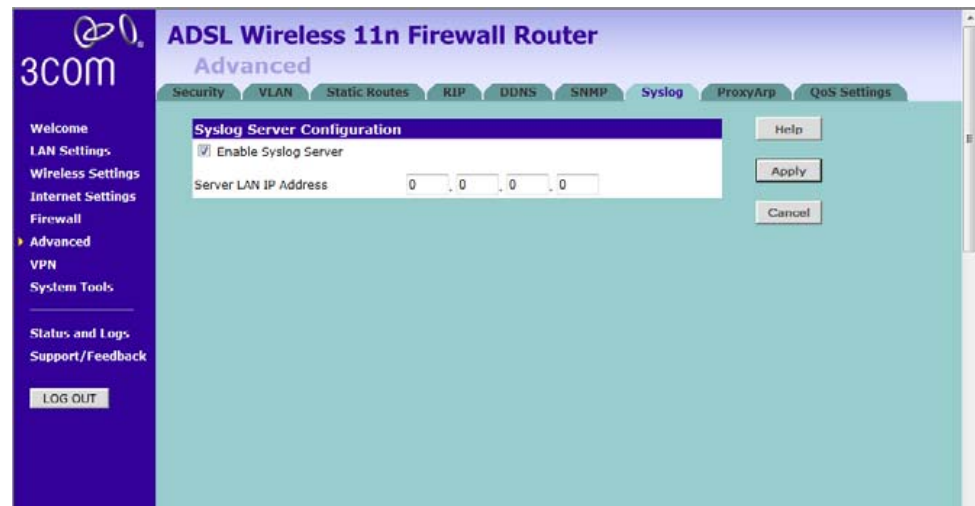 3COM
ADSL Wireless 11n Firewall Router
Advanced
Security VLAN Static Routes RIP DDNS SNMP Syslog ProxyArp QoS Settings
Welcome
LAN Settings
Wireless Settings
Internet Settings
Firewall
Advanced
VPN
System Tools
Status and Logs
Support/Feedback
LOG OUT
Syslog Server Configuration
Enable Syslog Server
Server LAN IP Address 0 . 0 . 0 . 0
Help
Apply
Cancel